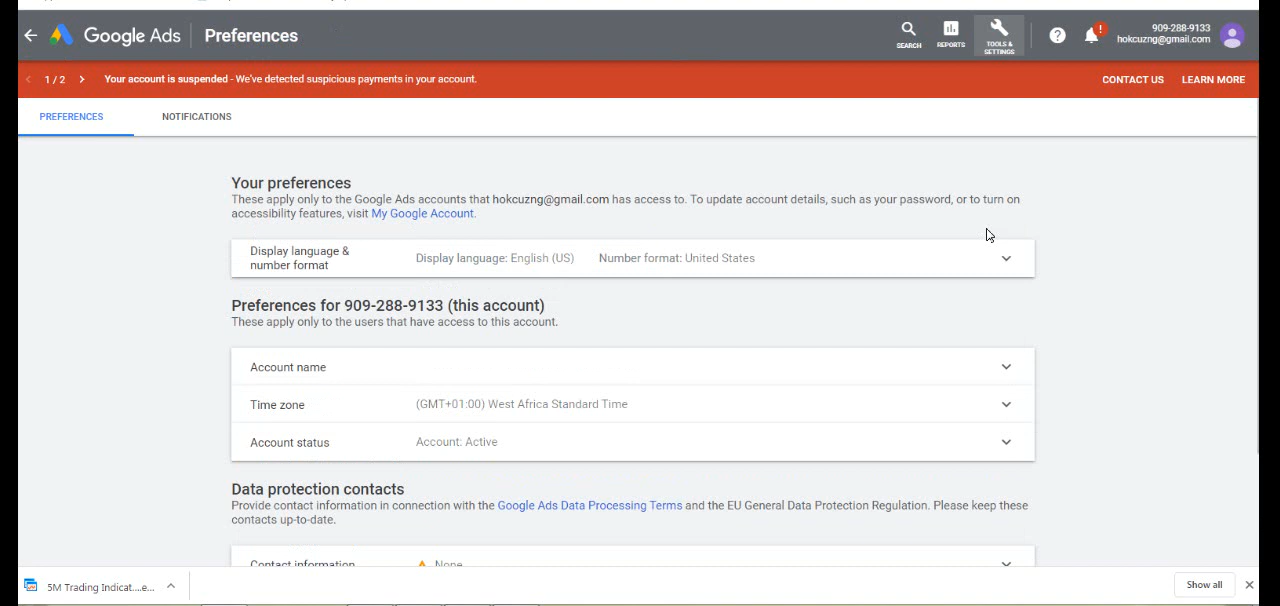 Google Ads
Preferences
SEARCH
REPORTS
TOOLS &
SETTINGS
?
!
909-288-9133
hokcuzng@gmail.com
1 / 2
Your account is suspended - We've detected suspicious payments in your account.
CONTACT US
LEARN MORE
PREFERENCES
NOTIFICATIONS
Your preferences
These apply only to the Google Ads accounts that hokcuzng@gmail.com has access to. To update account details, such as your password, or to turn on
accessibility features, visit My Google Account.
Display language &
number format
Display language: English (US)
Number format: United States
Preferences for 909-288-9133 (this account)
These apply only to the users that have access to this account.
Account name
Time zone
(GMT+01:00) West Africa Standard Time
Account status
Account: Active
Data protection contacts
Provide contact information in connection with the Google Ads Data Processing Terms and the EU General Data Protection Regulation. Please keep these
contacts up-to-date.
Contact information
None
5M Trading Indicat....e...
Show all